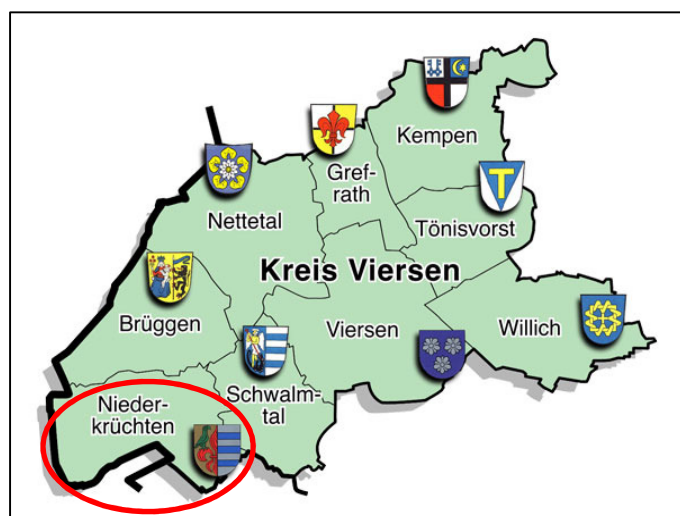 Kempen
Gref-
rath
T
Nettetal
Tönisvorst
Kreis Viersen
Brüggen
Viersen
Willich
Schwalm-
tal
Nieder-
krüchten